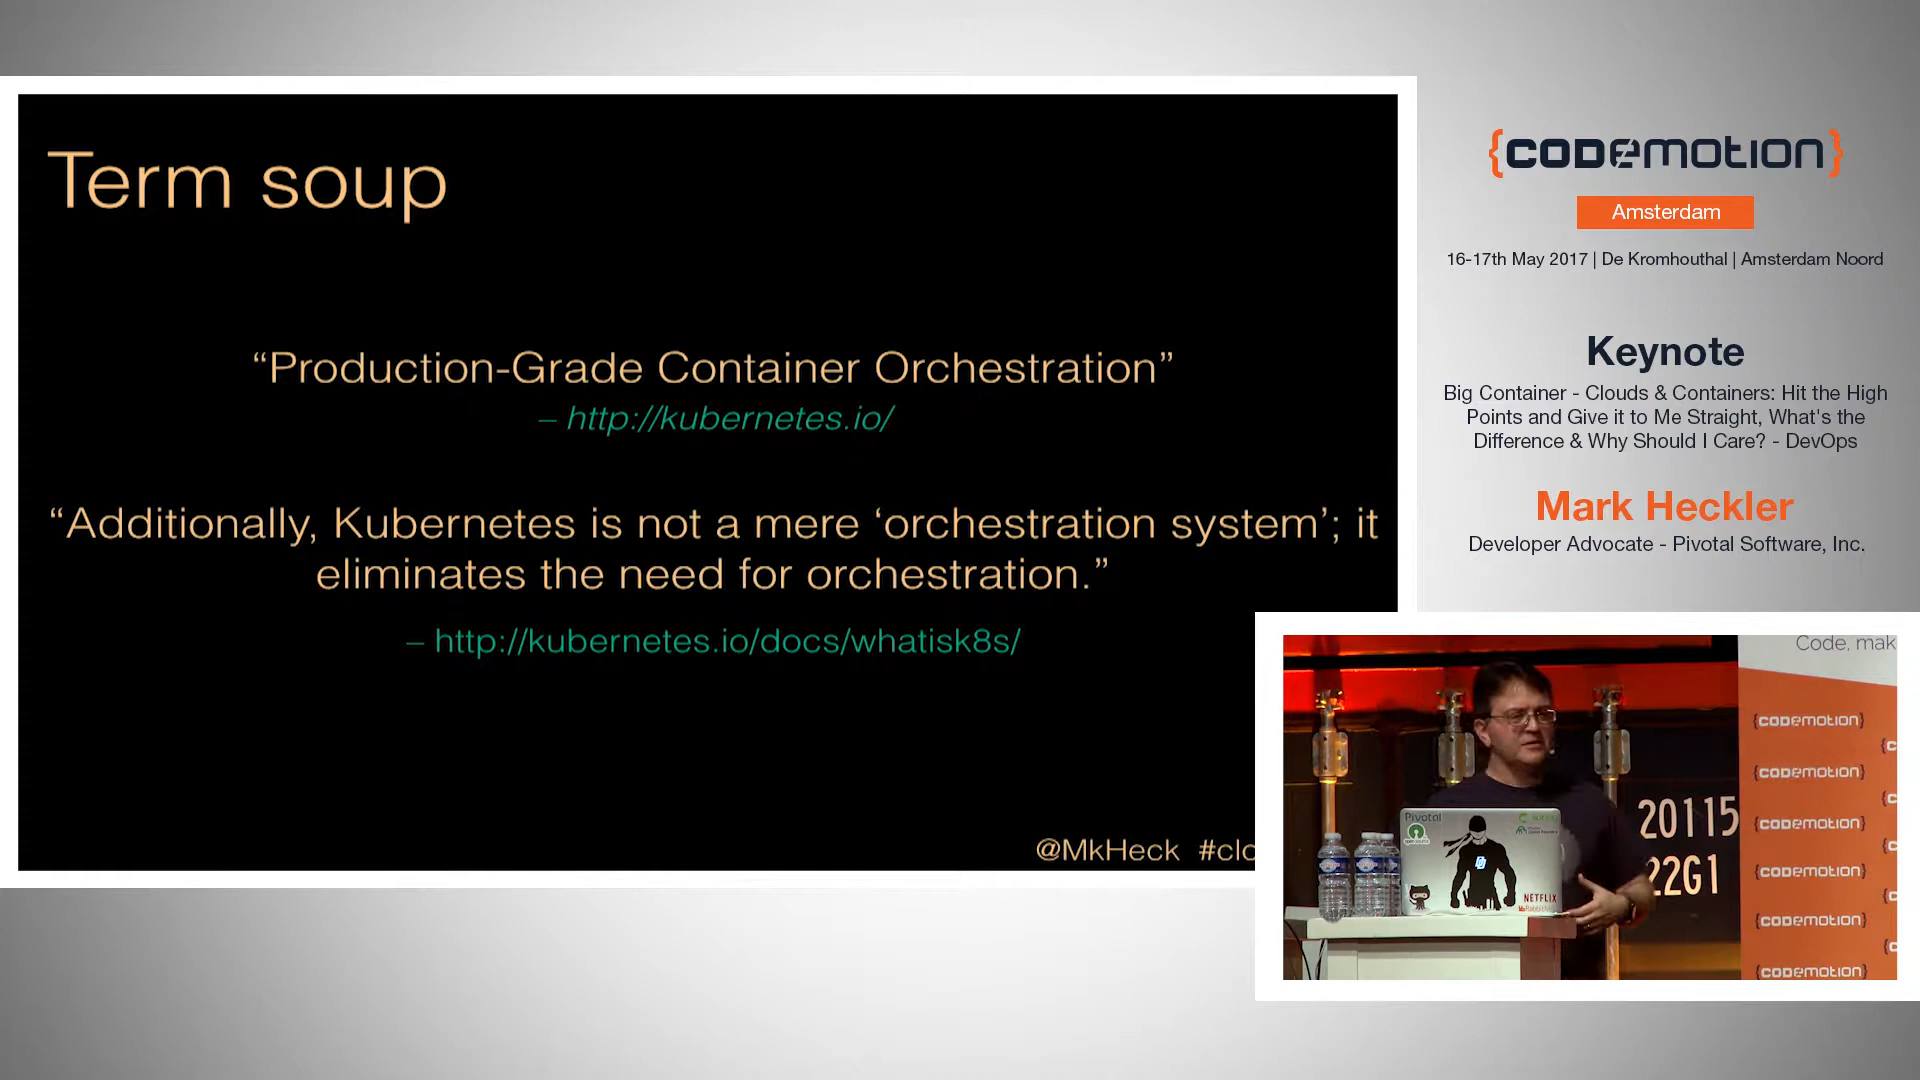 Term soup
“Production-Grade Container Orchestration”
– http://kubernetes.io/
“Additionally, Kubernetes is not a mere ‘orchestration system’; it
eliminates the need for orchestration.”
– http://kubernetes.io/docs/whatisk8s/
@MkHeck #clo
{CODEMOTION}
Amsterdam
16-17th May 2017 | De Kromhouthal | Amsterdam Noord
Keynote
Big Container - Clouds & Containers: Hit the High
Points and Give it to Me Straight, What's the
Difference & Why Should I Care? - DevOps
Mark Heckler
Developer Advocate - Pivotal Software, Inc.
Code, mak
{CODEMOTION}
{CODEMOTION}
{CODEMOTION}
{CODEMOTION}
{CODEMOTION}
{CODEMOTION}
20115
22G1
Pivotal
NETFLIX